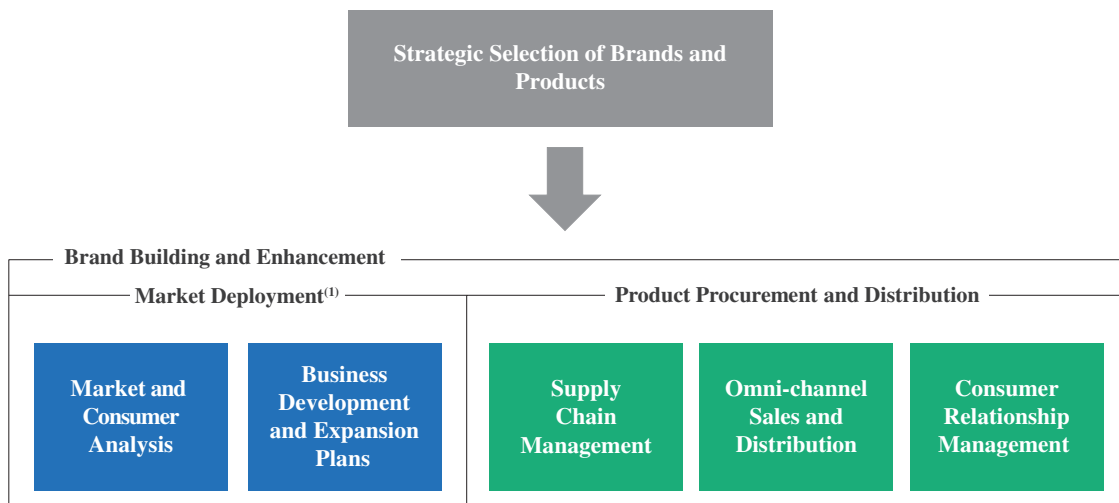 Strategic Selection of Brands and
Products
Brand Building and Enhancement
Market Deployment(1)
Product Procurement and Distribution
Market and
Consumer
Analysis
Business
Development
and Expansion
Plans
Supply
Chain
Management
Omni-channel
Sales and
Distribution
Consumer
Relationship
Management